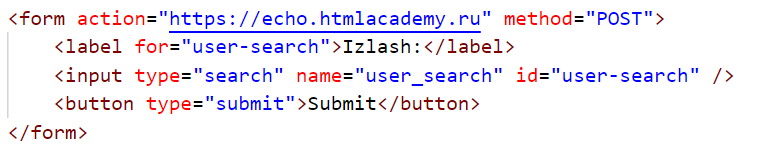 <form action="https://echo.htmlacademy.ru" method="POST">
    <label for="user-search">Izlash:</label>
    <input type="search" name="user_search" id="user-search" />
    <button type="submit">Submit</button>
</form>